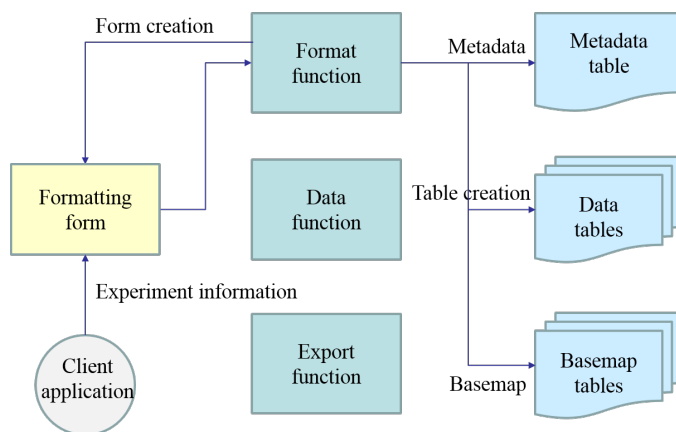 Form creation
Format
function
Metadata
Metadata
table
Formatting
form
Data
function
Table creation
Data
tables
Experiment information
Client
application
Export
function
Basemap
Basemap
tables